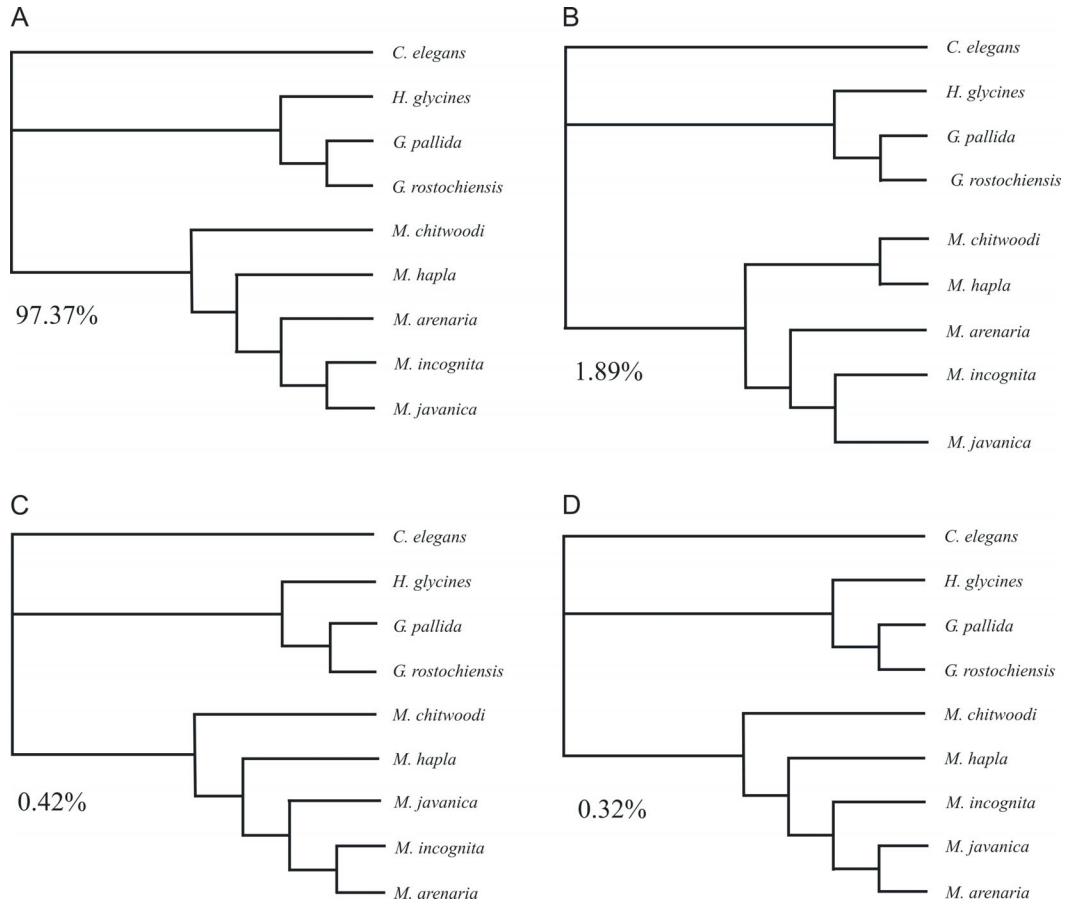 A
C. elegans
H. glycines
G. pallida
G. rostochiensis
M. chitwoodi
M. hapla
M. arenaria
M. incognita
M. javanica
97.37%
B
C. elegans
H. glycines
G. pallida
G. rostochiensis
M. chitwoodi
M. hapla
M. arenaria
M. incognita
M. javanica
1.89%
C
C. elegans
H. glycines
G. pallida
G. rostochiensis
M. chitwoodi
M. hapla
M. javanica
M. incognita
M. arenaria
0.42%
D
C. elegans
H. glycines
G. pallida
G. rostochiensis
M. chitwoodi
M. hapla
M. incognita
M. javanica
M. arenaria
0.32%